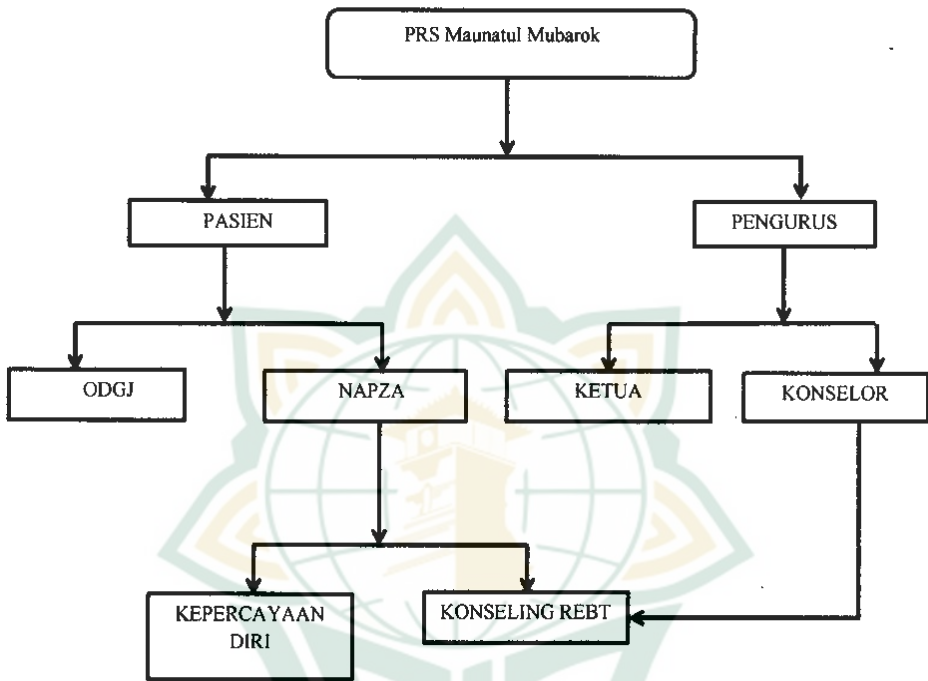 PRS Maunatul Mubarok
PASIEN
PENGURUS
ODGJ
NAPZA
KETUA
KONSELOR
KEPERCAYAAN
DIRI
KONSELING REBT